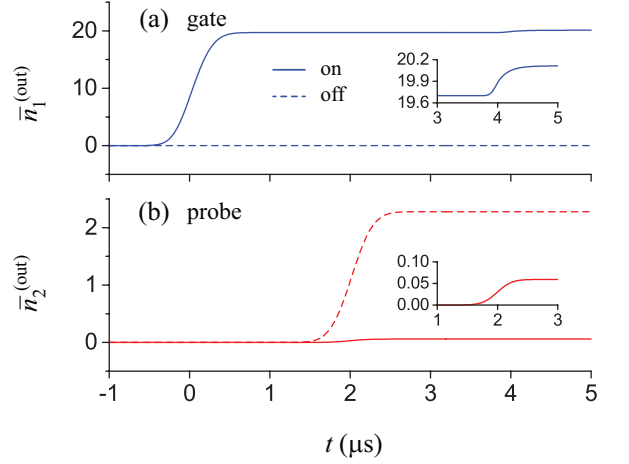 (a) gate
20
10
0
n̄₁⁽ᵒᵘᵗ⁾
on
off
20.2
19.9
19.6
3 4 5
(b) probe
2
1
0
n̄₂⁽ᵒᵘᵗ⁾
0.10
0.05
0.00
1 2 3
-1 0 1 2 3 4 5
t (μs)